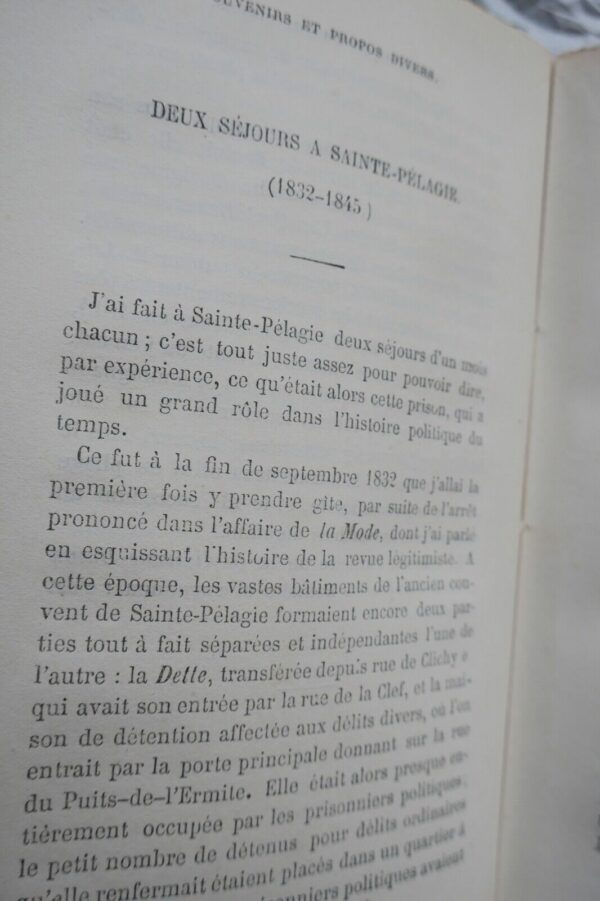 SOUVENIRS ET PROPOS DIVERS.
DEUX SÉJOURS A SAINTE-PÉLAGIE.
(1832-1845)
J'ai fait à Sainte-Pélagie deux séjours d'un mois
chacun ; c'est tout juste assez pour pouvoir dire,
par expérience, ce qu'était alors cette prison, qui a
joué un grand rôle dans l'histoire politique du
temps.
Ce fut à la fin de septembre 1832 que j'allai la
première fois y prendre gîte, par suite de l'arrêt
prononcé dans l'affaire de la Mode, dont j'ai parlé
en esquissant l'histoire de la revue légitimiste. A
cette époque, les vastes bâtiments de l'ancien cou-
vent de Sainte-Pélagie formaient encore deux par-
ties tout à fait séparées et indépendantes l'une de
l'autre : la Dette, transférée depuis rue de Clichy e
qui avait son entrée par la rue de la Clef, et la mai-
son de détention affectée aux délits divers, où l'on
entrait par la porte principale donnant sur la rue
du Puits-de-l'Ermite. Elle était alors presque en-
tièrement occupée par les prisonniers politiques;
le petit nombre de détenus pour délits ordinaires
qu'elle renfermait étaient placés dans un quartier à
prisonniers politiques avaient